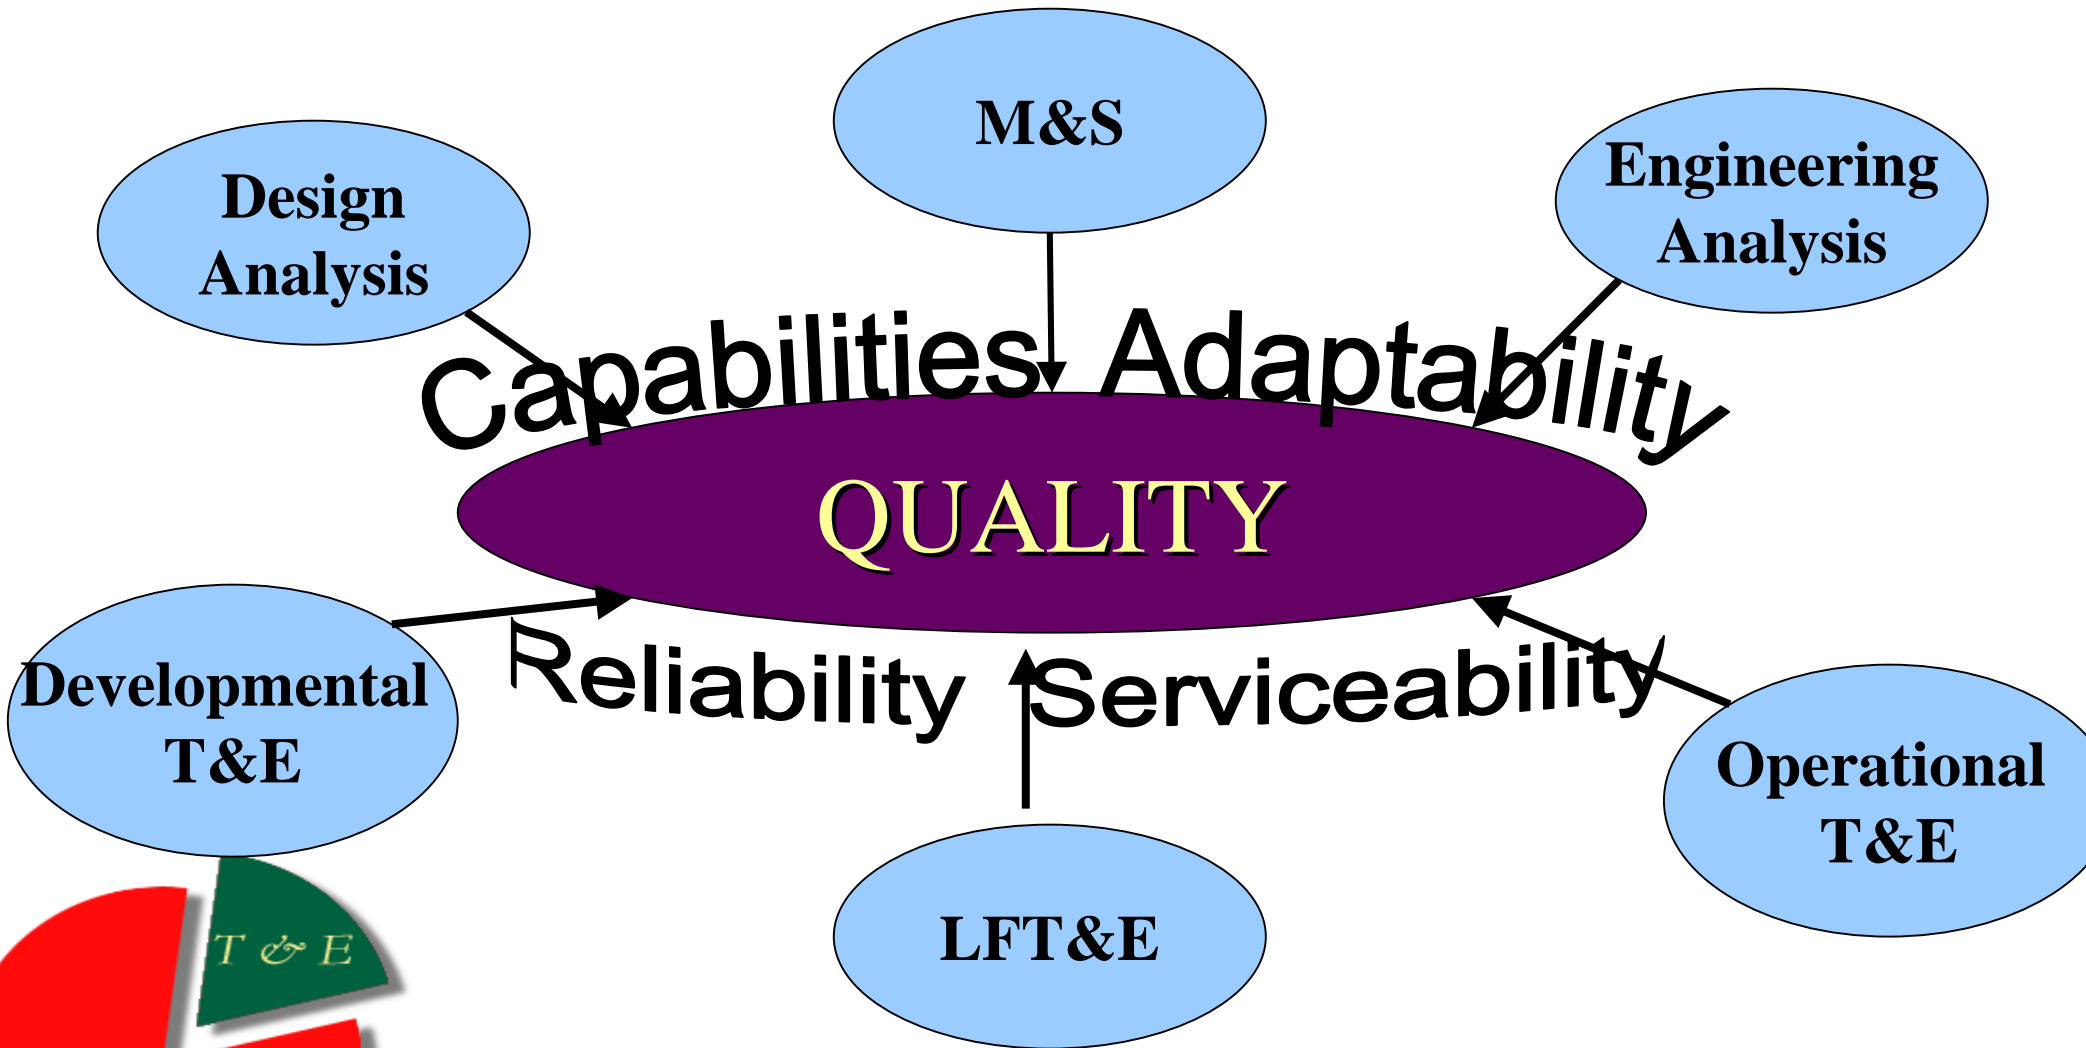 M&S
Design
Analysis
Engineering
Analysis
Capabilities Adaptability
QUALITY
Reliability Serviceability
Developmental
T&E
Operational
T&E
LFT&E
T & E